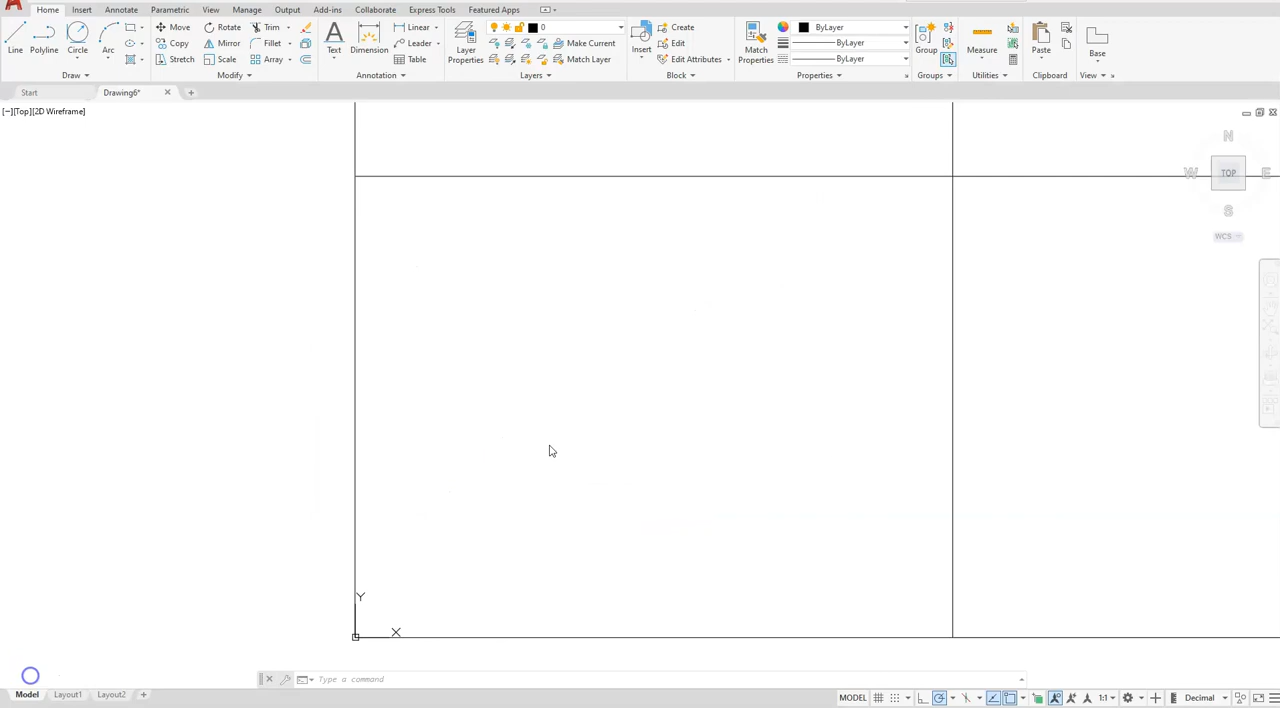 Home Insert Annotate Parametric View Manage Output Add-ins Collaborate Express Tools Featured Apps
Line Polyline Circle Arc
Move Rotate Trim
Copy Mirror Fillet
Stretch Scale Array
Text Dimension
Linear
Leader
Table
Layer Properties
0
Make Current
Match Layer
Insert
Create
Edit
Edit Attributes
Match Properties
ByLayer
ByLayer
ByLayer
Group
Measure
Paste
Base
Draw Modify Annotation Layers Block Properties Groups Utilities Clipboard View
Start Drawing6*
[−][Top][2D Wireframe]
N
W TOP E
S
WCS
Y
X
Type a command
Model Layout1 Layout2
MODEL 1:1 Decimal